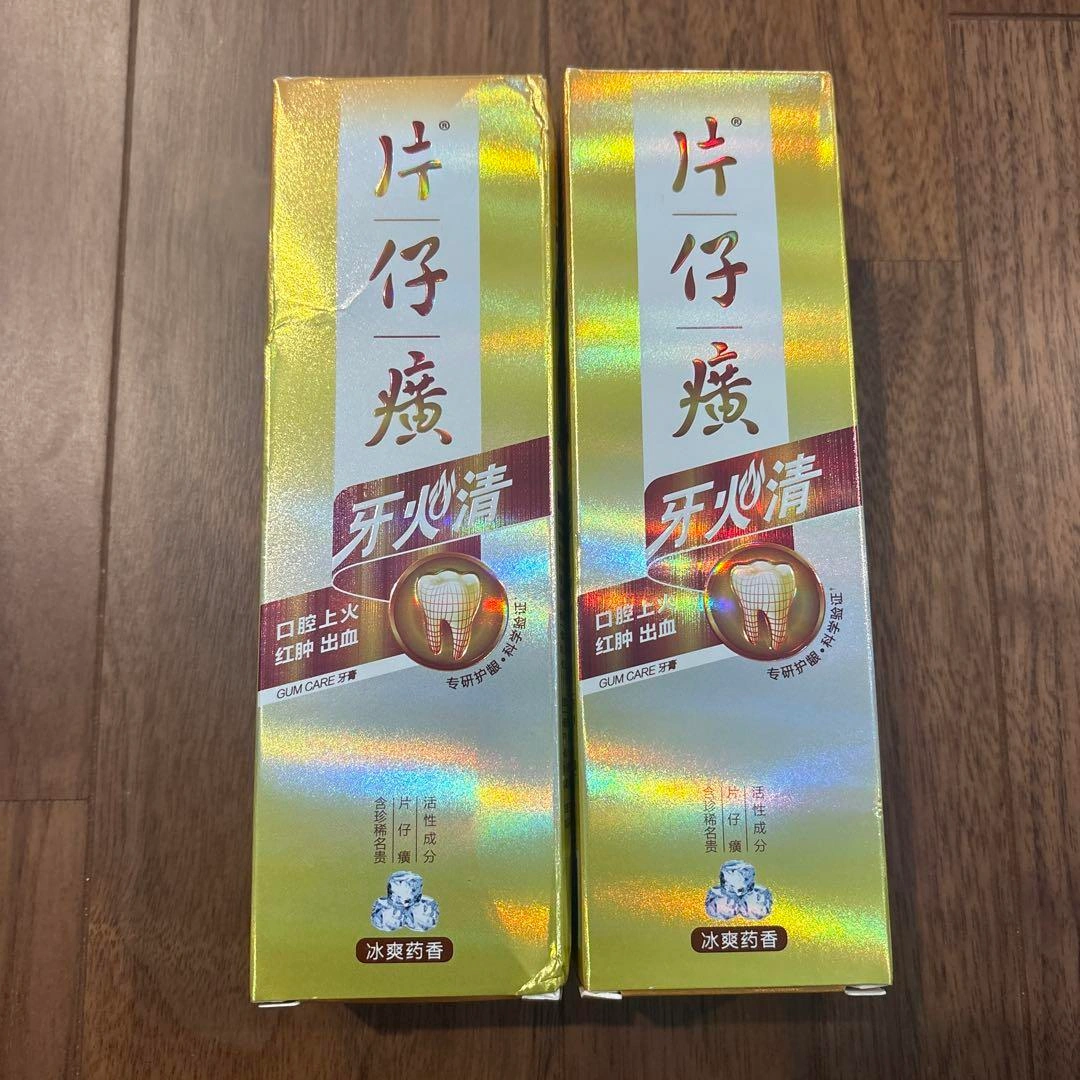 片仔癀®
牙火清
口腔上火
红肿 出血
GUM CARE 牙膏
专研护龈·科学验证
含珍稀名贵
片仔癀
活性成分
冰爽药香
片仔癀®
牙火清
口腔上火
红肿 出血
GUM CARE 牙膏
专研护龈·科学验证*
含珍稀名贵
片仔癀
活性成分
冰爽药香